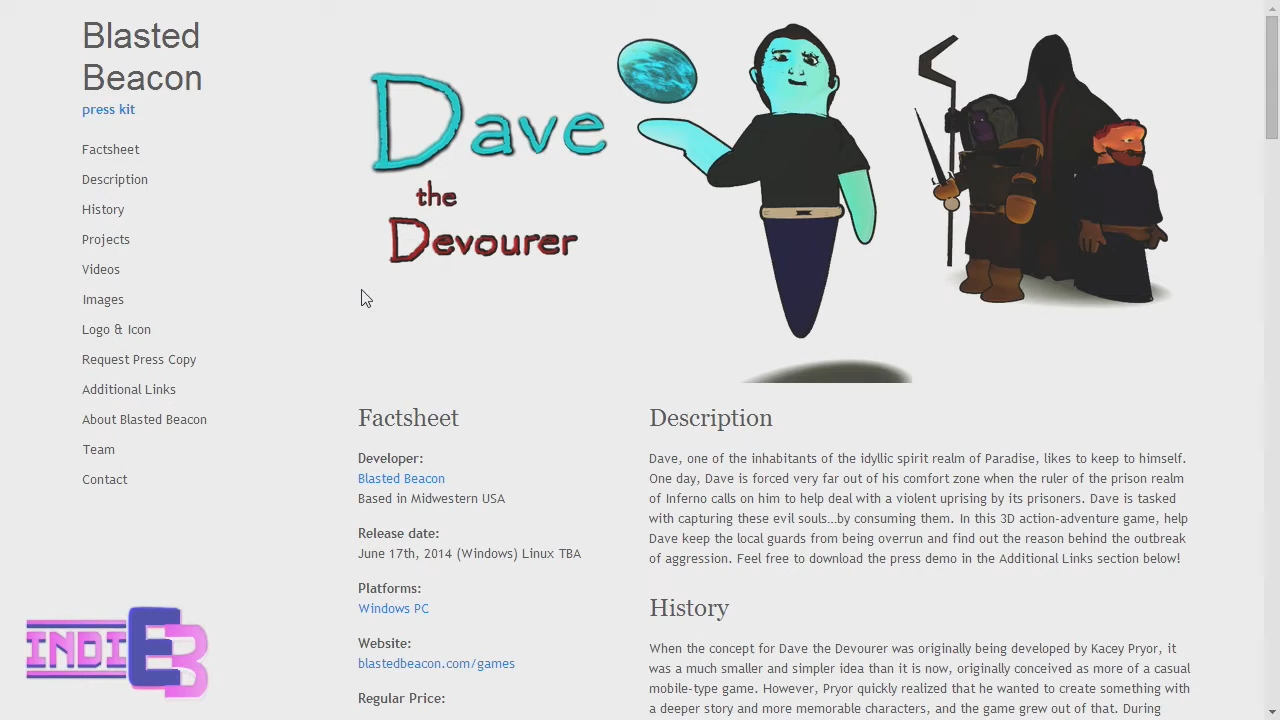 Blasted
Beacon
press kit
Factsheet
Description
History
Projects
Videos
Images
Logo & Icon
Request Press Copy
Additional Links
About Blasted Beacon
Team
Contact
INDIE3
Dave
the
Devourer
Factsheet
Developer:
Blasted Beacon
Based in Midwestern USA
Release date:
June 17th, 2014 (Windows) Linux TBA
Platforms:
Windows PC
Website:
blastedbeacon.com/games
Regular Price:
Description
Dave, one of the inhabitants of the idyllic spirit realm of Paradise, likes to keep to himself.
One day, Dave is forced very far out of his comfort zone when the ruler of the prison realm
of Inferno calls on him to help deal with a violent uprising by its prisoners. Dave is tasked
with capturing these evil souls...by consuming them. In this 3D action-adventure game, help
Dave keep the local guards from being overrun and find out the reason behind the outbreak
of aggression. Feel free to download the press demo in the Additional Links section below!
History
When the concept for Dave the Devourer was originally being developed by Kacey Pryor, it
was a much smaller and simpler idea than it is now, originally conceived as more of a casual
mobile-type game. However, Pryor quickly realized that he wanted to create something with
a deeper story and more memorable characters, and the game grew out of that. During